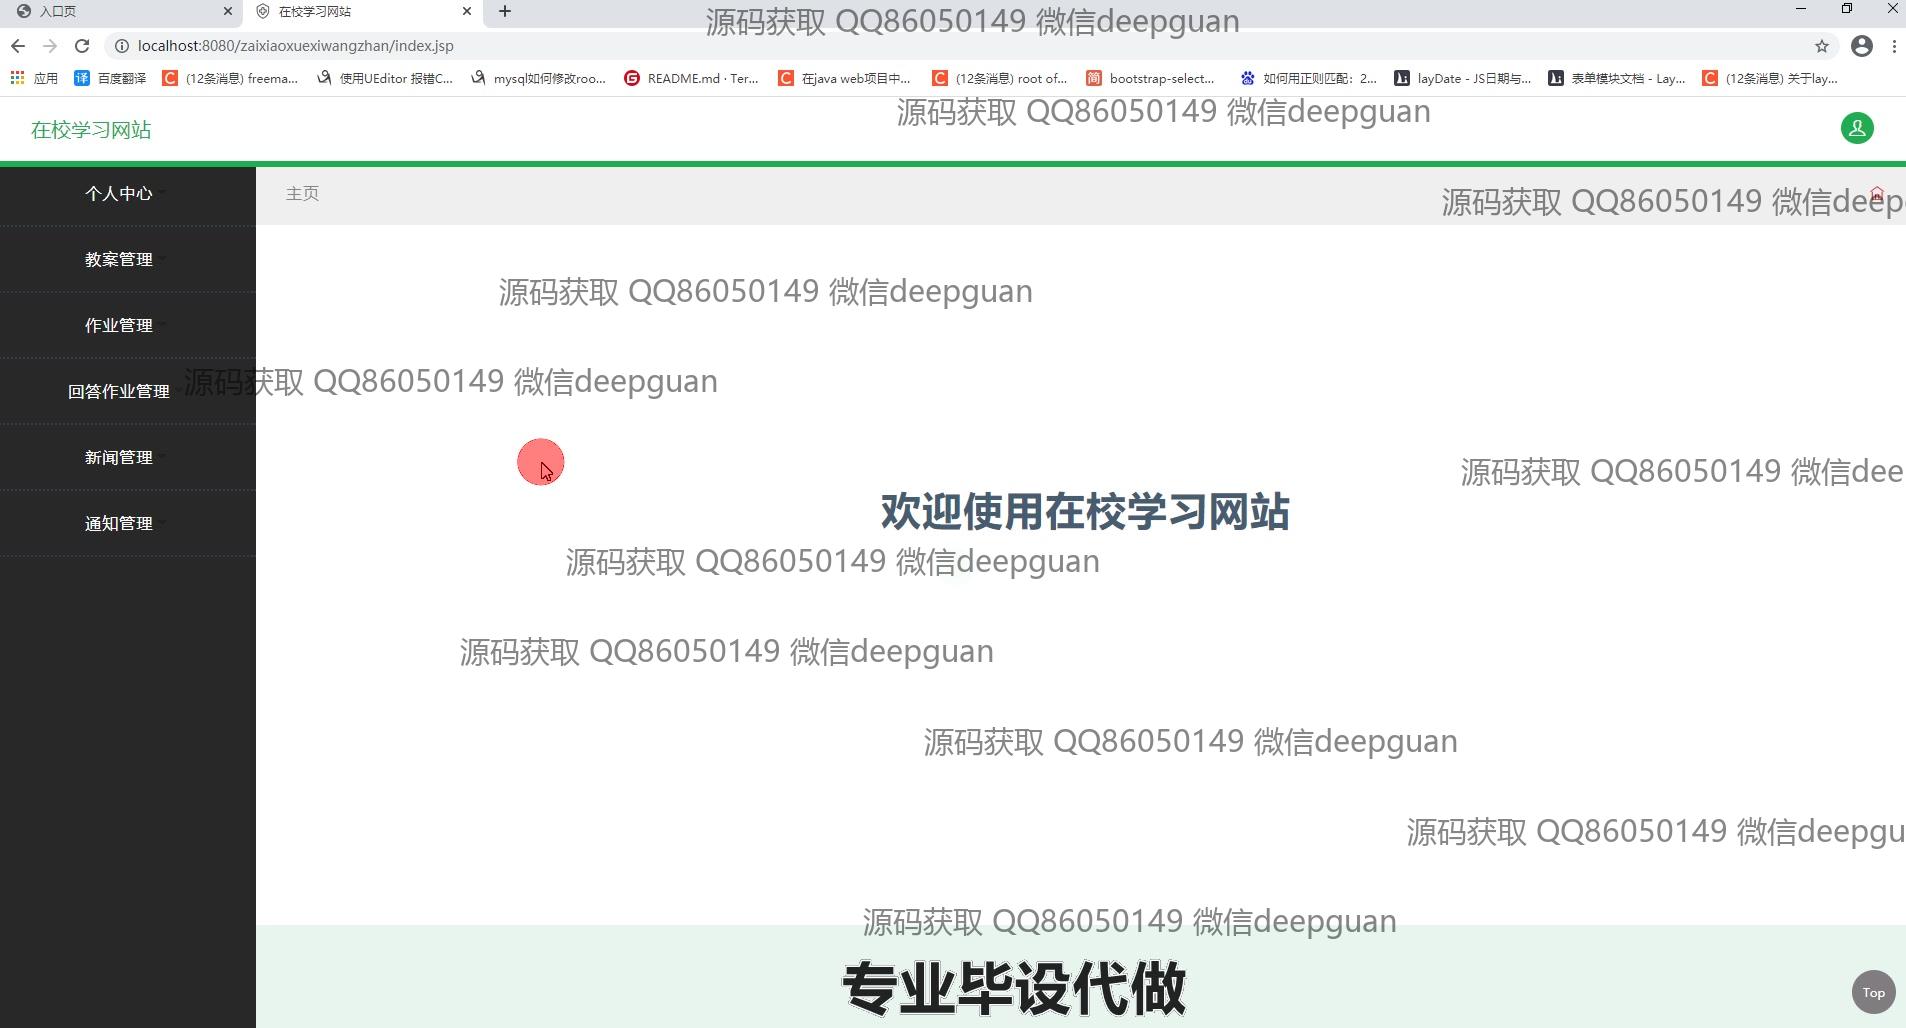 入口页
在校学习网站
源码获取 QQ86050149 微信deepguan
localhost:8080/zaixiaoxuexiwangzhan/index.jsp
应用
百度翻译
(12条消息) freema...
使用UEditor 报错C...
mysql如何修改roo...
README.md · Ter...
在java web项目中...
(12条消息) root of...
bootstrap-select...
如何用正则匹配：2...
layDate - JS日期与...
表单模块文档 - Lay...
(12条消息) 关于lay...
源码获取 QQ86050149 微信deepguan
在校学习网站
个人中心
主页
源码获取 QQ86050149 微信deep
教案管理
源码获取 QQ86050149 微信deepguan
作业管理
回答作业管理
源码获取 QQ86050149 微信deepguan
新闻管理
源码获取 QQ86050149 微信dee
欢迎使用在校学习网站
通知管理
源码获取 QQ86050149 微信deepguan
源码获取 QQ86050149 微信deepguan
源码获取 QQ86050149 微信deepguan
源码获取 QQ86050149 微信deepgu
源码获取 QQ86050149 微信deepguan
专业毕设代做
Top